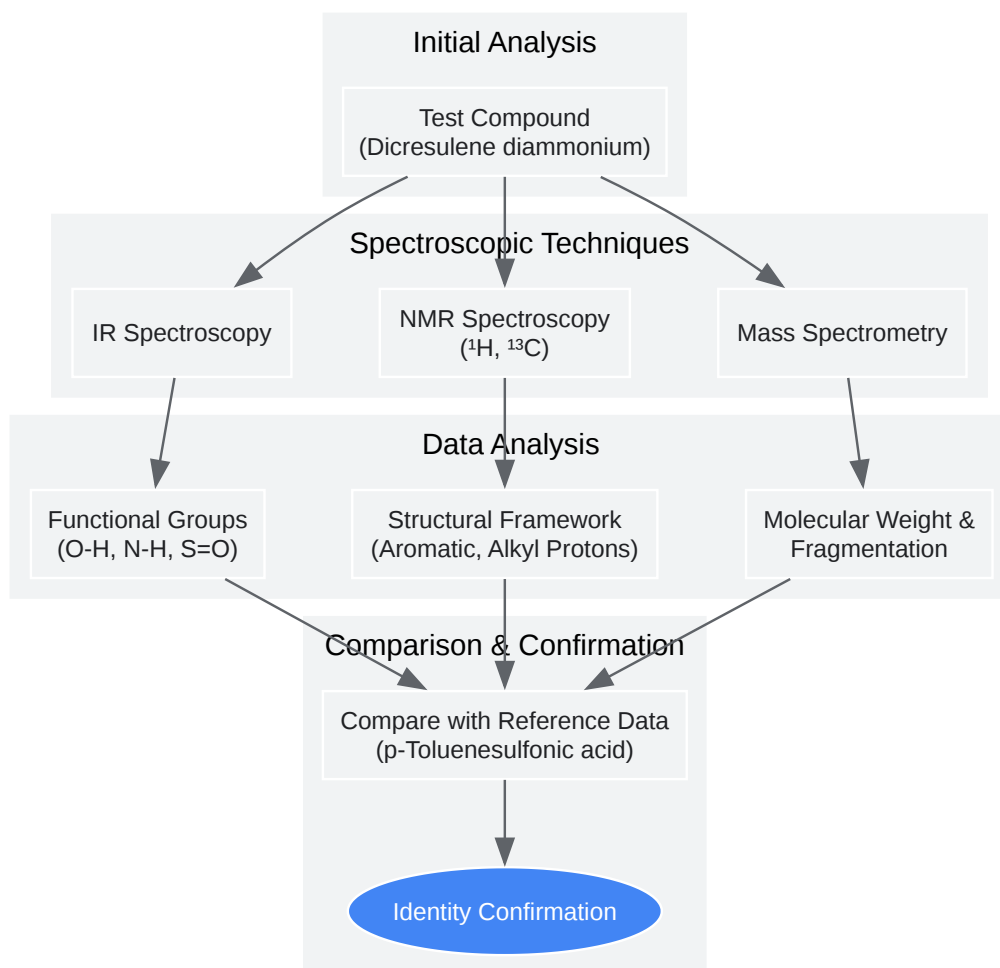 Initial Analysis
Test Compound
(Dicresulene diammonium)
Spectroscopic Techniques
IR Spectroscopy
NMR Spectroscopy
(¹H, ¹³C)
Mass Spectrometry
Data Analysis
Functional Groups
(O-H, N-H, S=O)
Structural Framework
(Aromatic, Alkyl Protons)
Molecular Weight &
Fragmentation
Comparison & Confirmation
Compare with Reference Data
(p-Toluenesulfonic acid)
Identity Confirmation